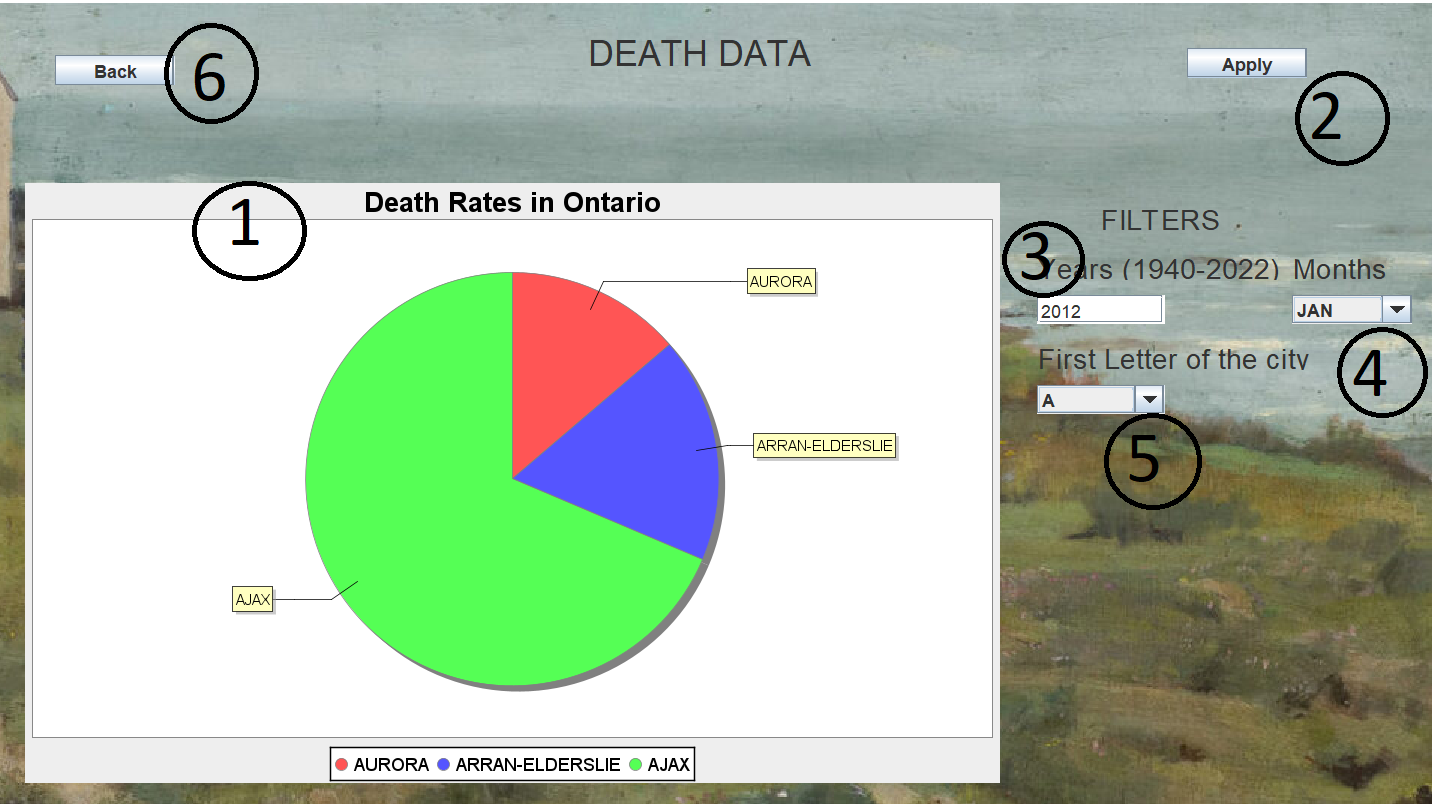 DEATH DATA
Back
6
Apply
2
1
Death Rates in Ontario
FILTERS
3
Years (1940-2022) Months
2012
JAN
First Letter of the city
4
A
5
AURORA
ARRAN-ELDERSLIE
AJAX
AURORA ARRAN-ELDERSLIE AJAX